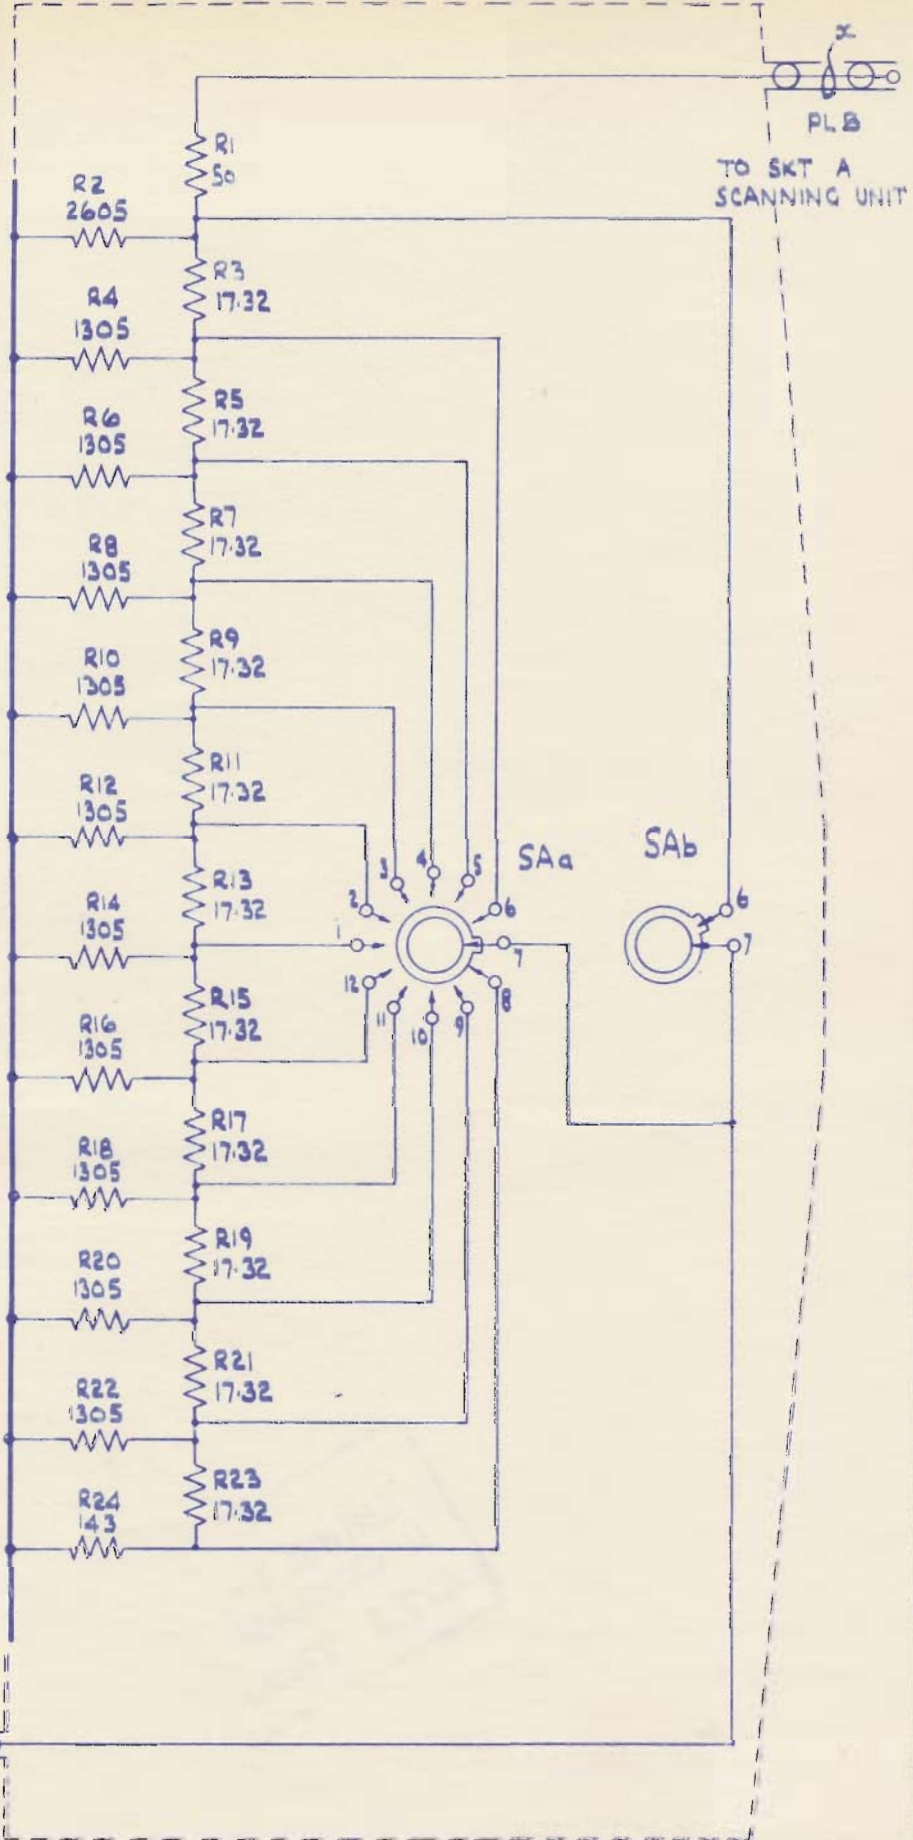 x
PLB
TO SKT A
SCANNING UNIT
R1
50
R2
2605
R3
17.32
R4
1305
R5
17.32
R6
1305
R7
17.32
R8
1305
R9
17.32
R10
1305
R11
17.32
R12
1305
R13
17.32
R14
1305
R15
17.32
R16
1305
R17
17.32
R18
1305
R19
17.32
R20
1305
R21
17.32
R22
1305
R23
17.32
R24
143
SAa
1
2
3
4
5
6
7
8
9
10
11
12
SAb
6
7